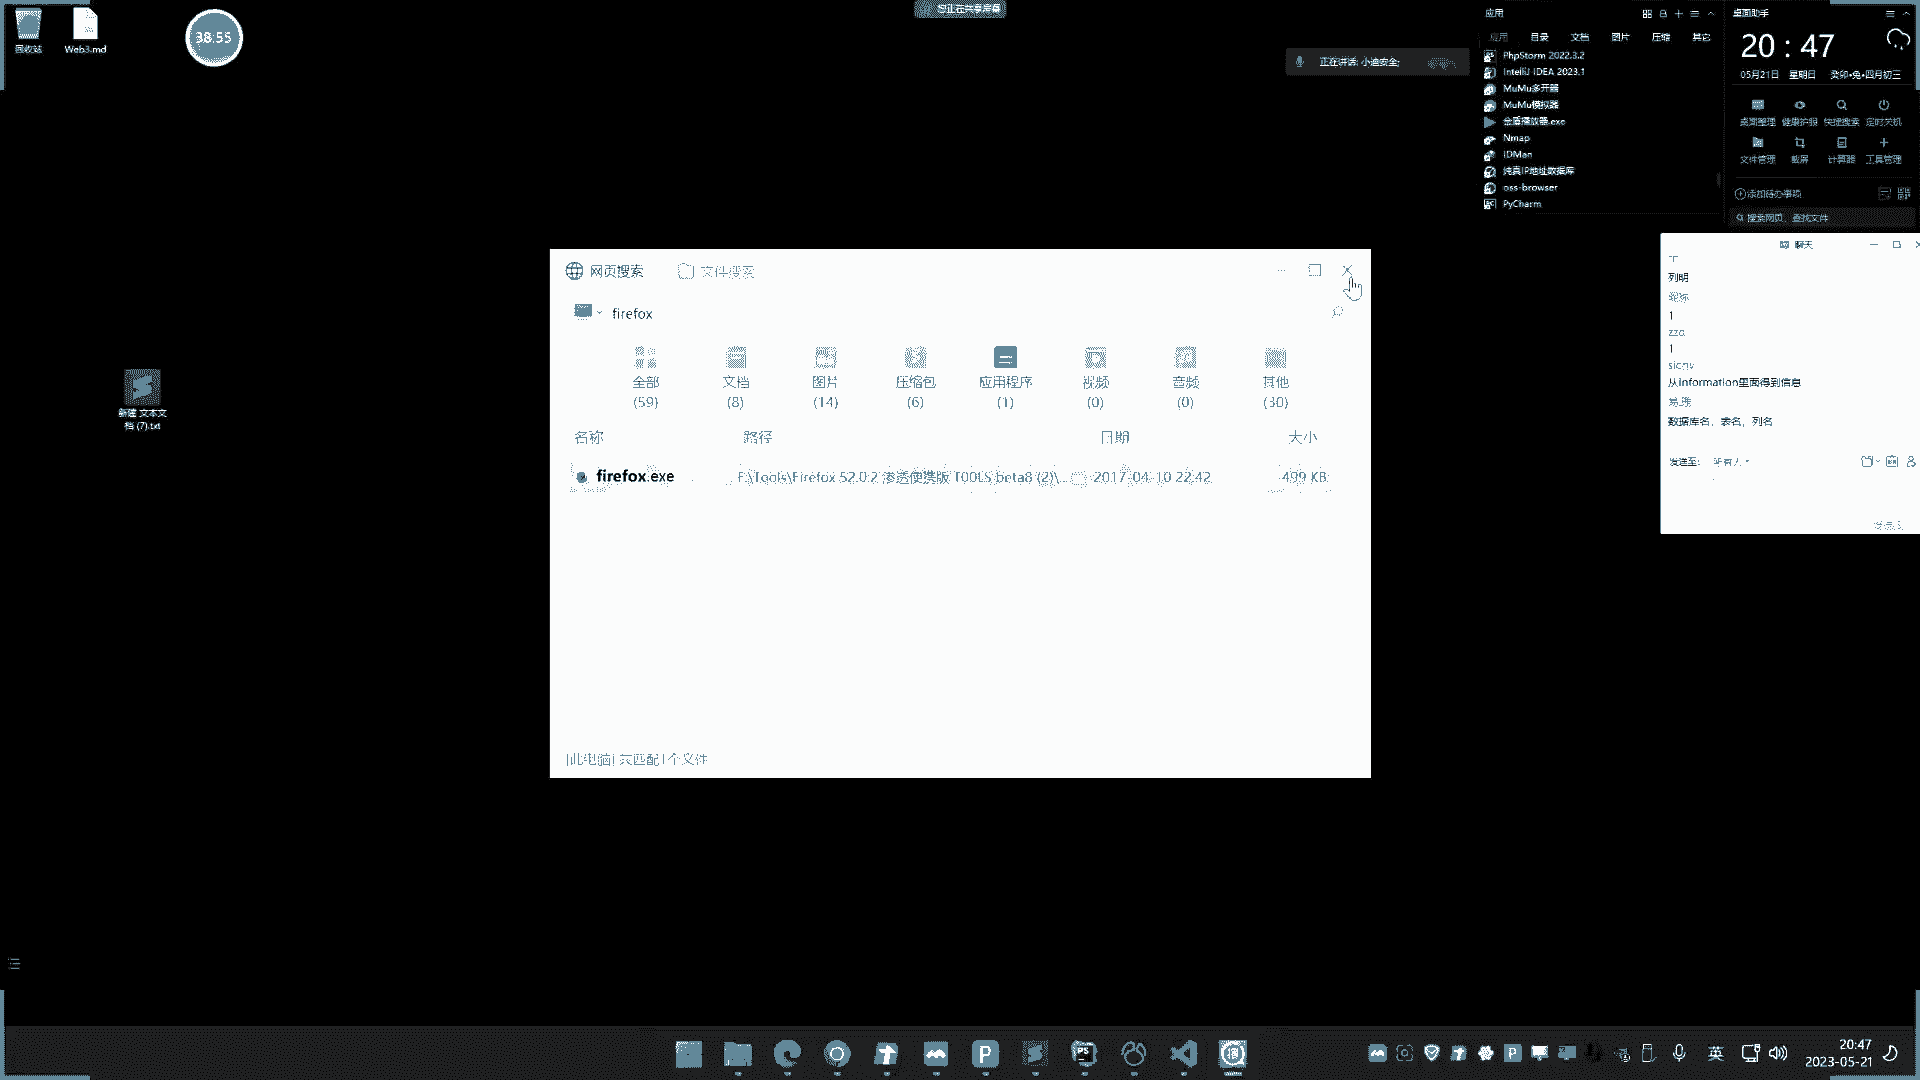 您正在共享屏幕
回收站
Web3.md
38:55
新建 文本文
档 (7).txt
正在讲话: 小迪安全;
应用
应用 目录 文档 图片 压缩 其它
PhpStorm 2022.3.2
IntelliJ IDEA 2023.1
MuMu多开器
MuMu模拟器
金盾播放器.exe
Nmap
IDMan
纯真IP地址数据库
oss-browser
PyCharm
桌面助手
20 : 47
05月21日 星期日 癸卯•兔•四月初三
桌面整理 健康护眼 快捷搜索 定时关机
文件管理 截屏 计算器 工具管理
添加待办事项
搜索网页、查找文件
聊天
列明
1
zzq
1
从information里面得到信息
数据库名，表名，列名
发送至: 所有人
网页搜索 文件搜索
firefox
全部 文档 图片 压缩包 应用程序 视频 音频 其他
(59) (8) (14) (6) (1) (0) (0) (30)
名称 路径 日期 大小
firefox.exe F:\Tools\Firefox 52.0.2 渗透便携版 T00LS beta8 (2)\... 2017-04-10 22:42 499 KB
[此电脑] 共匹配1个文件
英
20:47
2023-05-21